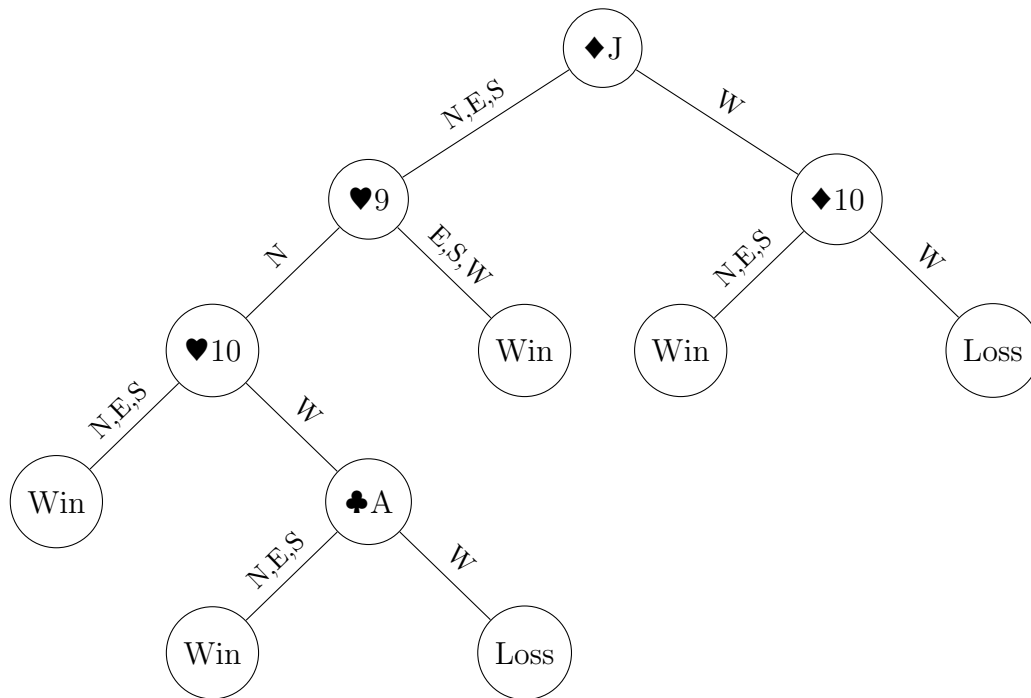 ♦J
N,E,S
W
♥9
♦10
N
E,S,W
N,E,S
W
♥10
Win
Win
Loss
N,E,S
W
Win
♣A
N,E,S
W
Win
Loss